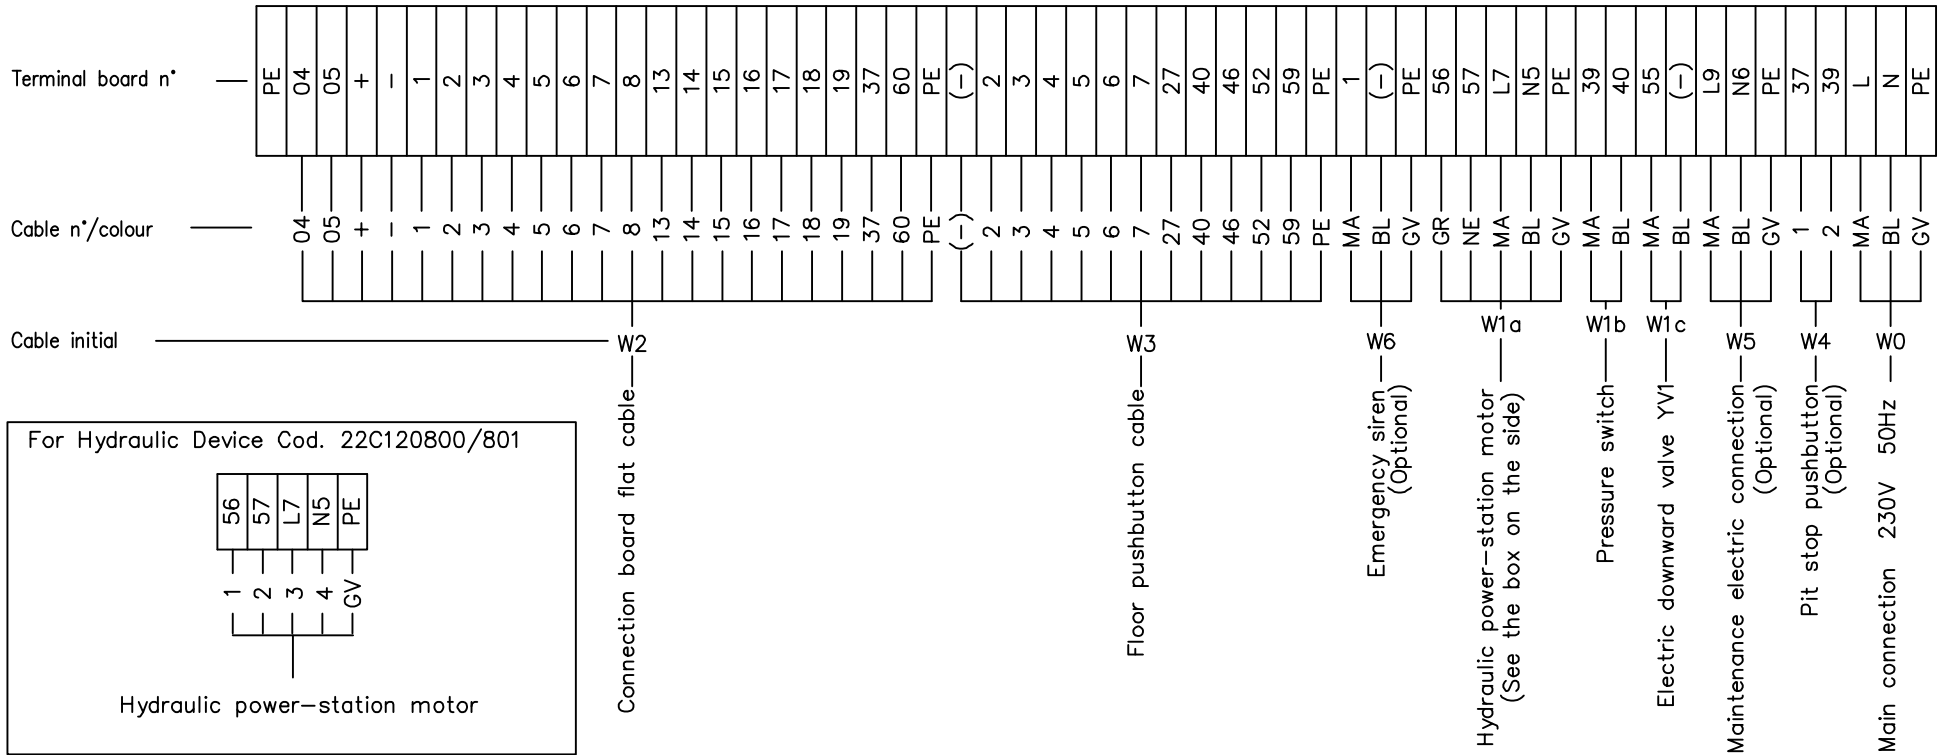 Terminal board n° PE 04 05 + - 1 2 3 4 5 6 7 8 13 14 15 16 17 18 19 37 60 PE (-) 2 3 4 5 6 7 27 40 46 52 59 PE 1 (-) PE 56 57 L7 N5 PE 39 40 55 (-) L9 N6 PE 37 39 L N PE
Cable n°/colour 04 05 + - 1 2 3 4 5 6 7 8 13 14 15 16 17 18 19 37 60 PE (-) 2 3 4 5 6 7 27 40 46 52 59 PE MA BL GV GR NE MA BL GV MA BL MA BL MA BL GV 1 2 MA BL GV
Cable initial W2 W3 W6 W1a W1b W1c W5 W4 W0
Connection board flat cable
Floor pushbutton cable
Emergency siren
(Optional)
Hydraulic power-station motor
(See the box on the side)
Pressure switch
Electric downward valve YV1
Maintenance electric connection
(Optional)
Pit stop pushbutton
(Optional)
Main connection 230V 50Hz
For Hydraulic Device Cod. 22C120800/801
56 57 L7 N5 PE
1 2 3 4 GV
Hydraulic power-station motor